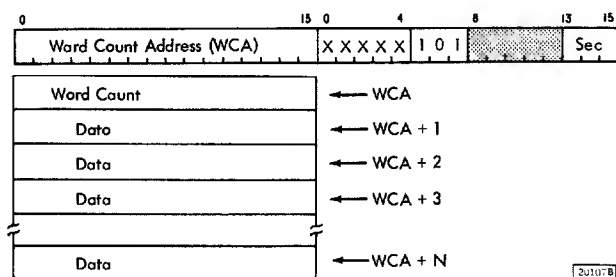 0 15 0 4 8 13 15
Word Count Address (WCA) X X X X X 1 0 1 Sec
Word Count WCA
Data WCA + 1
Data WCA + 2
Data WCA + 3
Data WCA + N
20107B